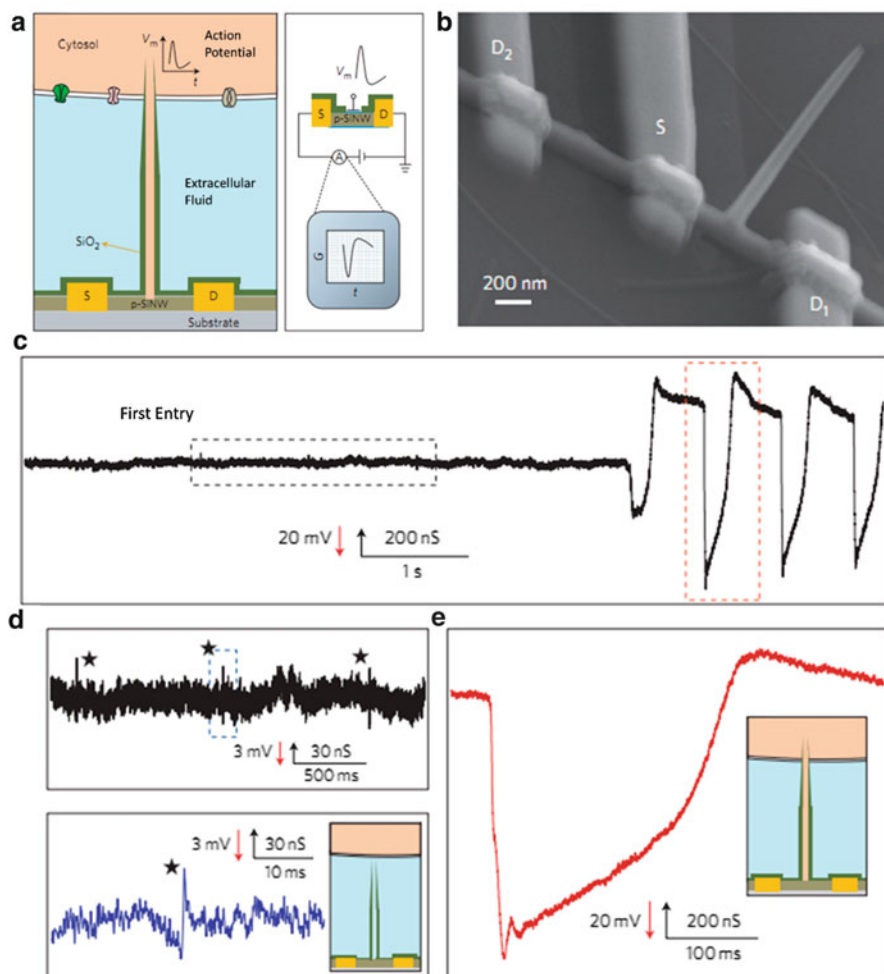 a
Cytosol
Vm
Action
Potential
t
Extracellular
Fluid
SiO2
S
p-SiNW
D
Substrate
Vm
S
p-SiNW
D
A
G
t
b
D2
S
D1
200 nm
c
First Entry
20 mV
200 nS
1 s
d
★
★
★
3 mV
30 nS
500 ms
3 mV
30 nS
10 ms
★
e
20 mV
200 nS
100 ms